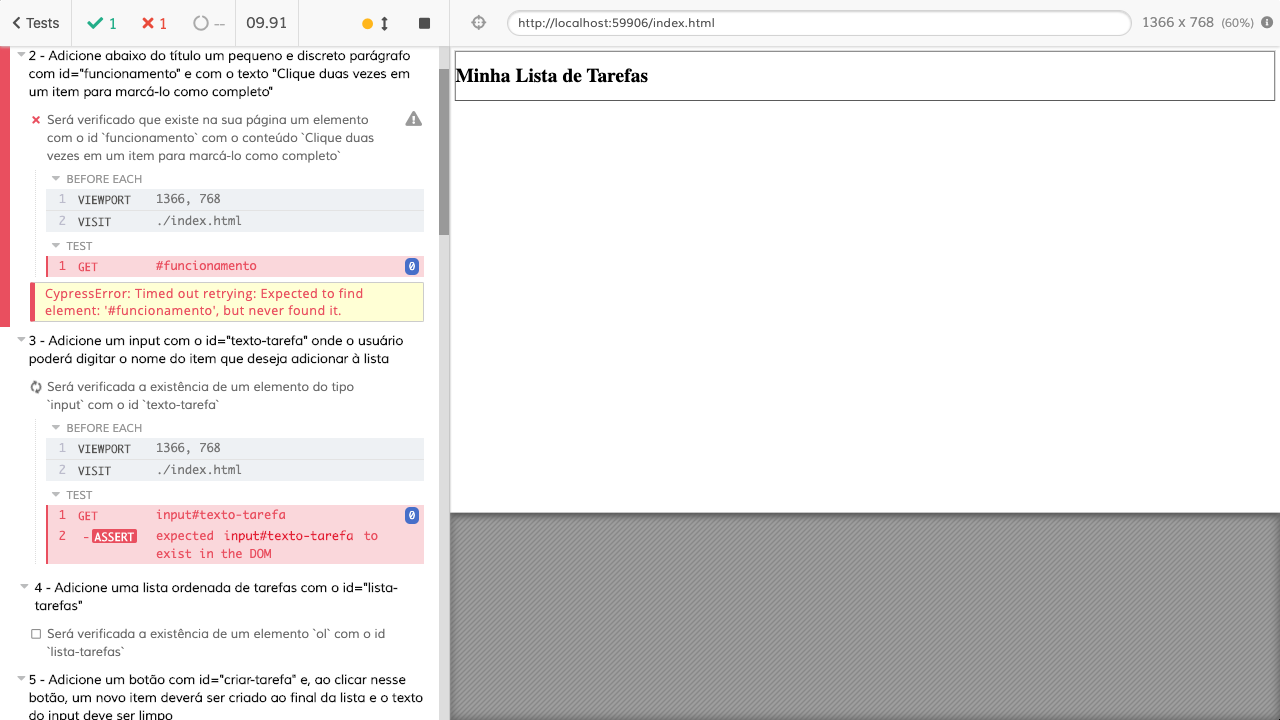 Tests
1
1
--
09.91
http://localhost:59906/index.html
1366 x 768 (60%)
2 - Adicione abaixo do título um pequeno e discreto parágrafo
com id="funcionamento" e com o texto "Clique duas vezes em
um item para marcá-lo como completo"
Será verificado que existe na sua página um elemento
com o id `funcionamento` com o conteúdo `Clique duas
vezes em um item para marcá-lo como completo`
BEFORE EACH
1 VIEWPORT 1366, 768
2 VISIT ./index.html
TEST
1 GET #funcionamento 0
CypressError: Timed out retrying: Expected to find
element: '#funcionamento', but never found it.
3 - Adicione um input com o id="texto-tarefa" onde o usuário
poderá digitar o nome do item que deseja adicionar à lista
Será verificada a existência de um elemento do tipo
`input` com o id `texto-tarefa`
BEFORE EACH
1 VIEWPORT 1366, 768
2 VISIT ./index.html
TEST
1 GET input#texto-tarefa 0
2 -ASSERT expected input#texto-tarefa to
exist in the DOM
4 - Adicione uma lista ordenada de tarefas com o id="lista-
tarefas"
Será verificada a existência de um elemento `ol` com o id
`lista-tarefas`
5 - Adicione um botão com id="criar-tarefa" e, ao clicar nesse
botão, um novo item deverá ser criado ao final da lista e o texto
do input deve ser limpo
Minha Lista de Tarefas